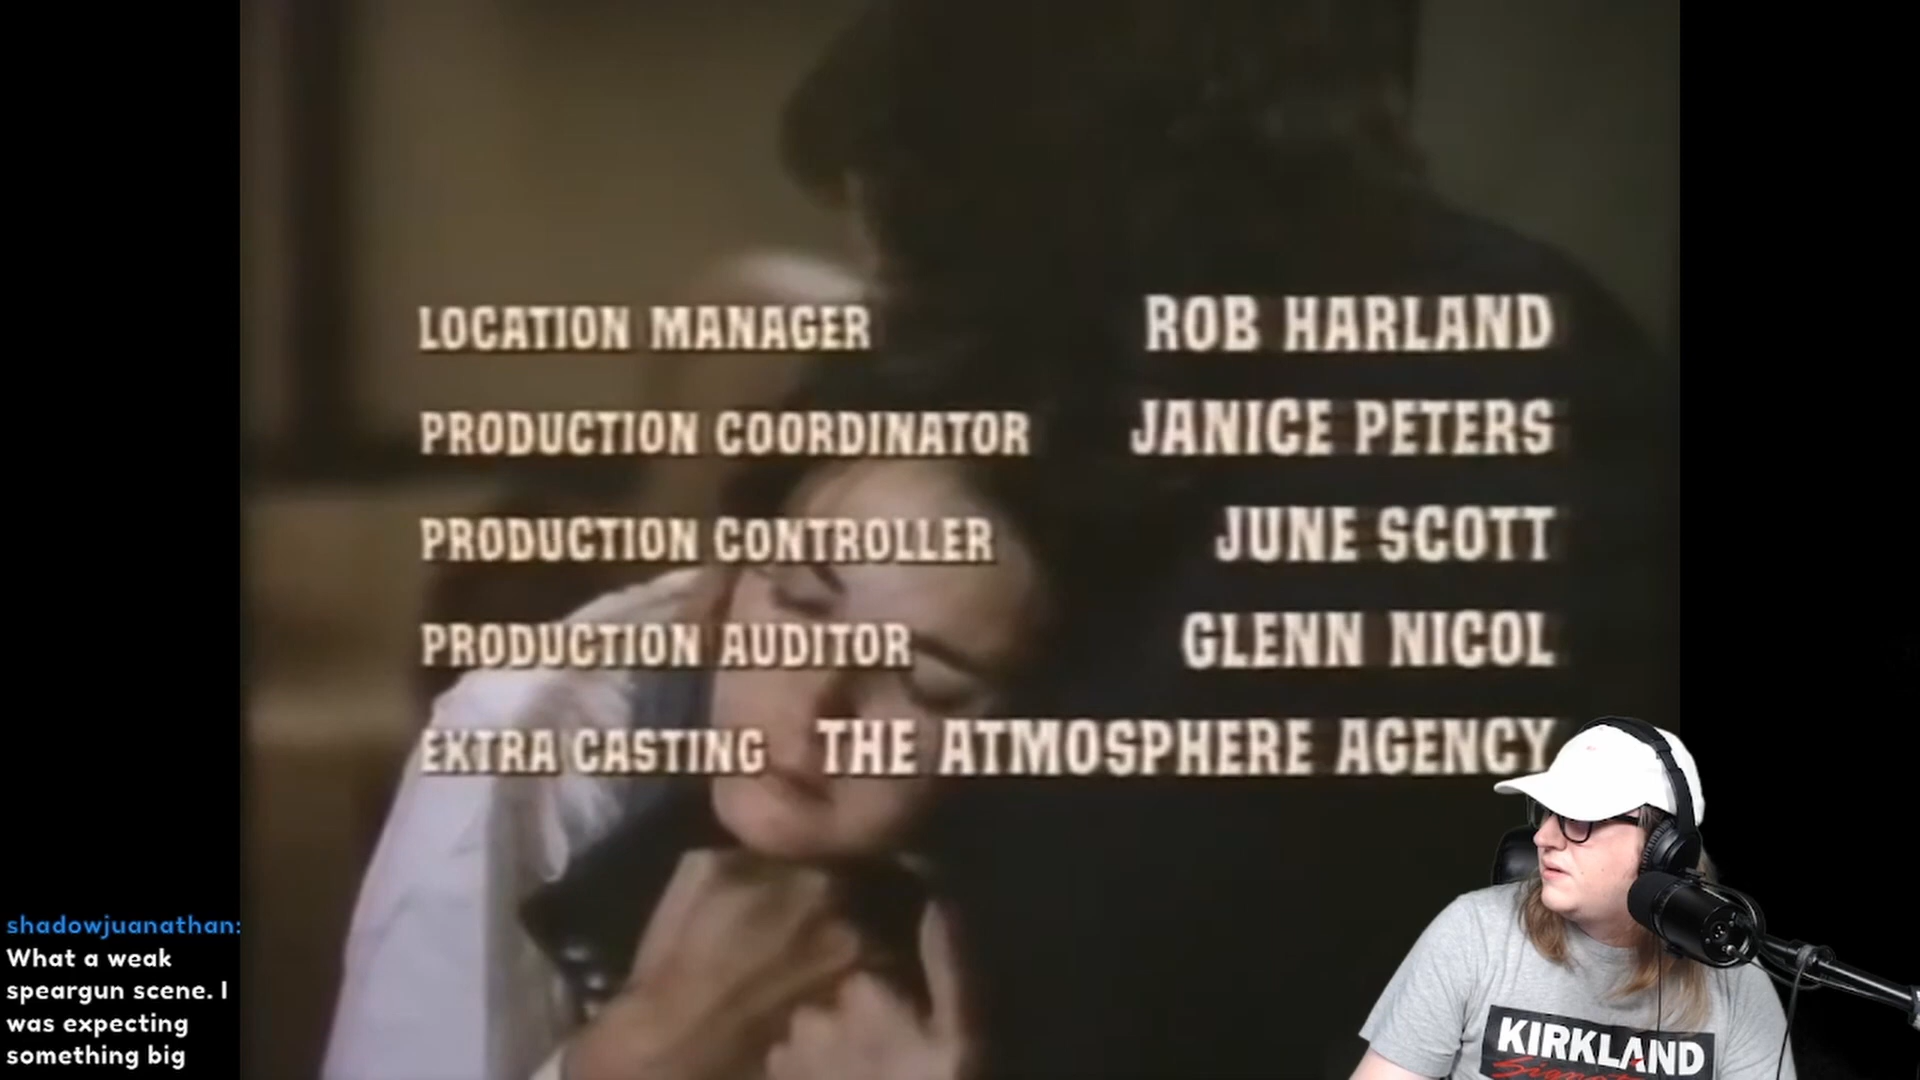 LOCATION MANAGER ROB HARLAND
PRODUCTION COORDINATOR JANICE PETERS
PRODUCTION CONTROLLER JUNE SCOTT
PRODUCTION AUDITOR GLENN NICOL
EXTRA CASTING THE ATMOSPHERE AGENCY
shadowjuanathan:
What a weak
speargun scene. I
was expecting
something big
KIRKLAND
Signature